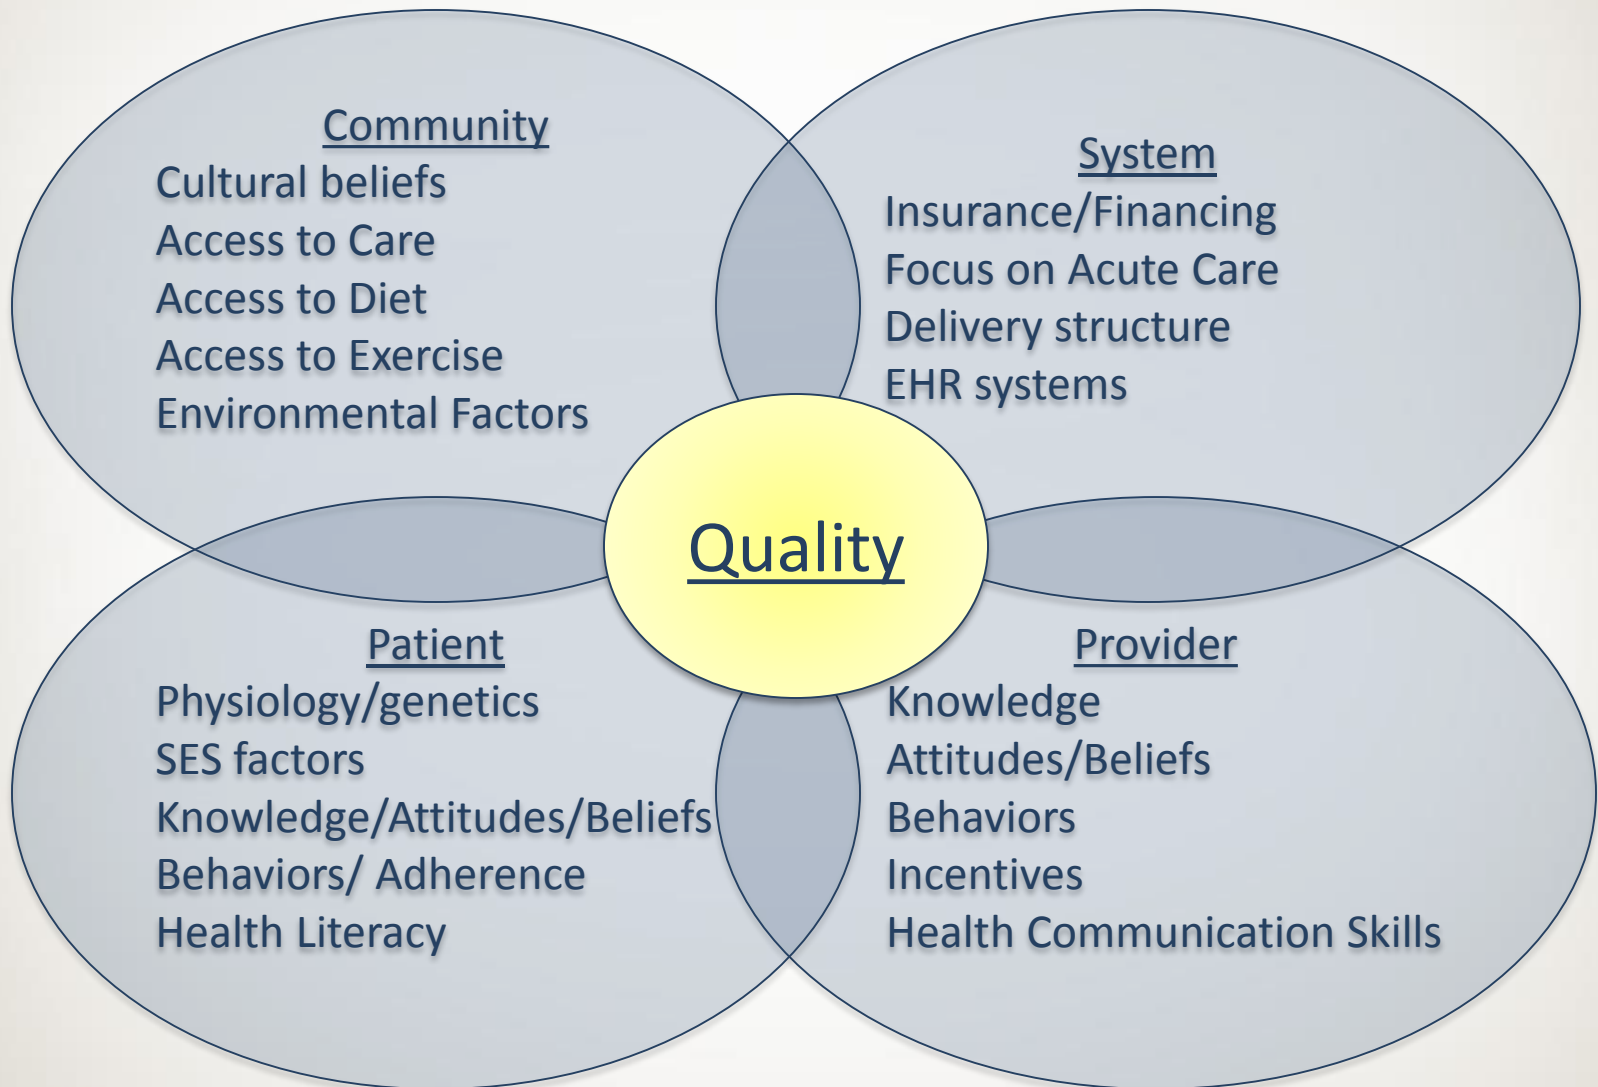 Community
Cultural beliefs
Access to Care
Access to Diet
Access to Exercise
Environmental Factors
System
Insurance/Financing
Focus on Acute Care
Delivery structure
EHR systems
Quality
Patient
Physiology/genetics
SES factors
Knowledge/Attitudes/Beliefs
Behaviors/ Adherence
Health Literacy
Provider
Knowledge
Attitudes/Beliefs
Behaviors
Incentives
Health Communication Skills